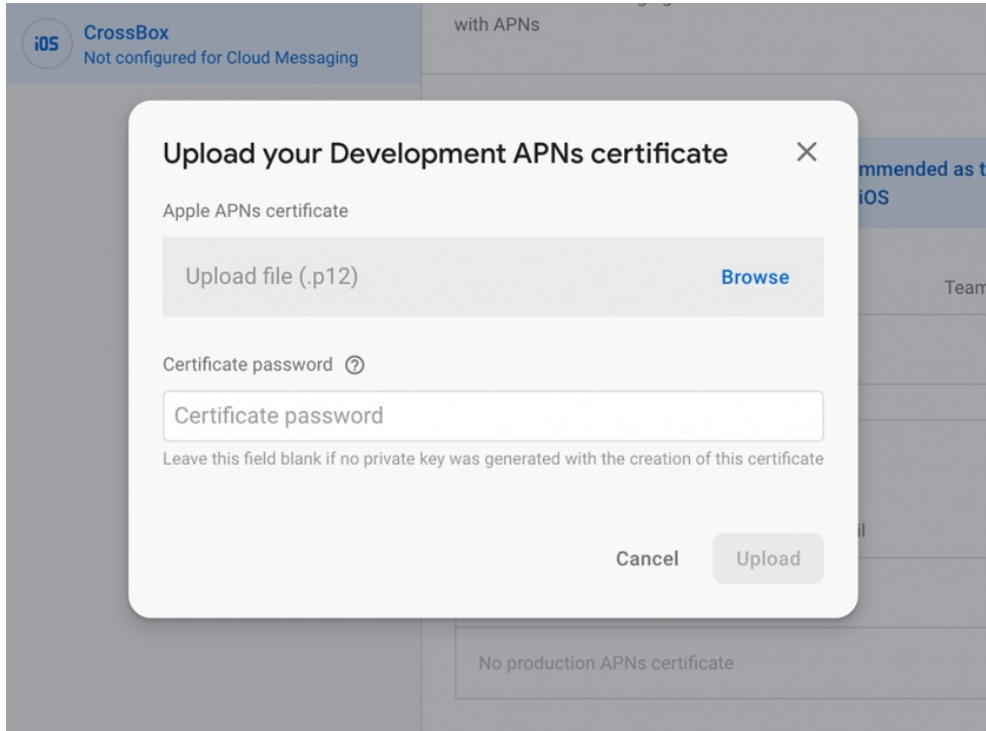 iOS
CrossBox
Not configured for Cloud Messaging
with APNs
Upload your Development APNs certificate
Apple APNs certificate
Upload file (.p12)
Browse
Certificate password
Certificate password
Leave this field blank if no private key was generated with the creation of this certificate
Cancel
Upload
as t
iOS
Team
No production APNs certificate